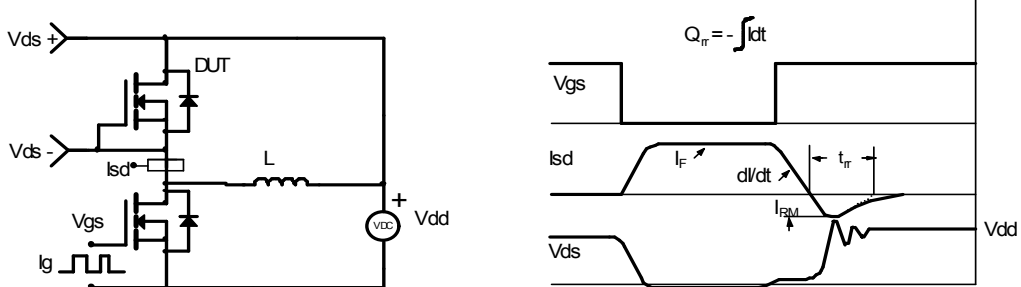 Vds +
DUT
Vds -
Isd
L
Vgs
+
VDC
Vdd
Ig
Qrr = - ∫Idt
Vgs
Isd
IF
dI/dt
trr
IRM
Vds
Vdd